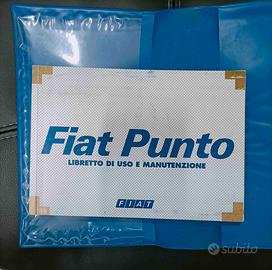 Fiat Punto
LIBRETTO DI USO E MANUTENZIONE
FIAT
subito